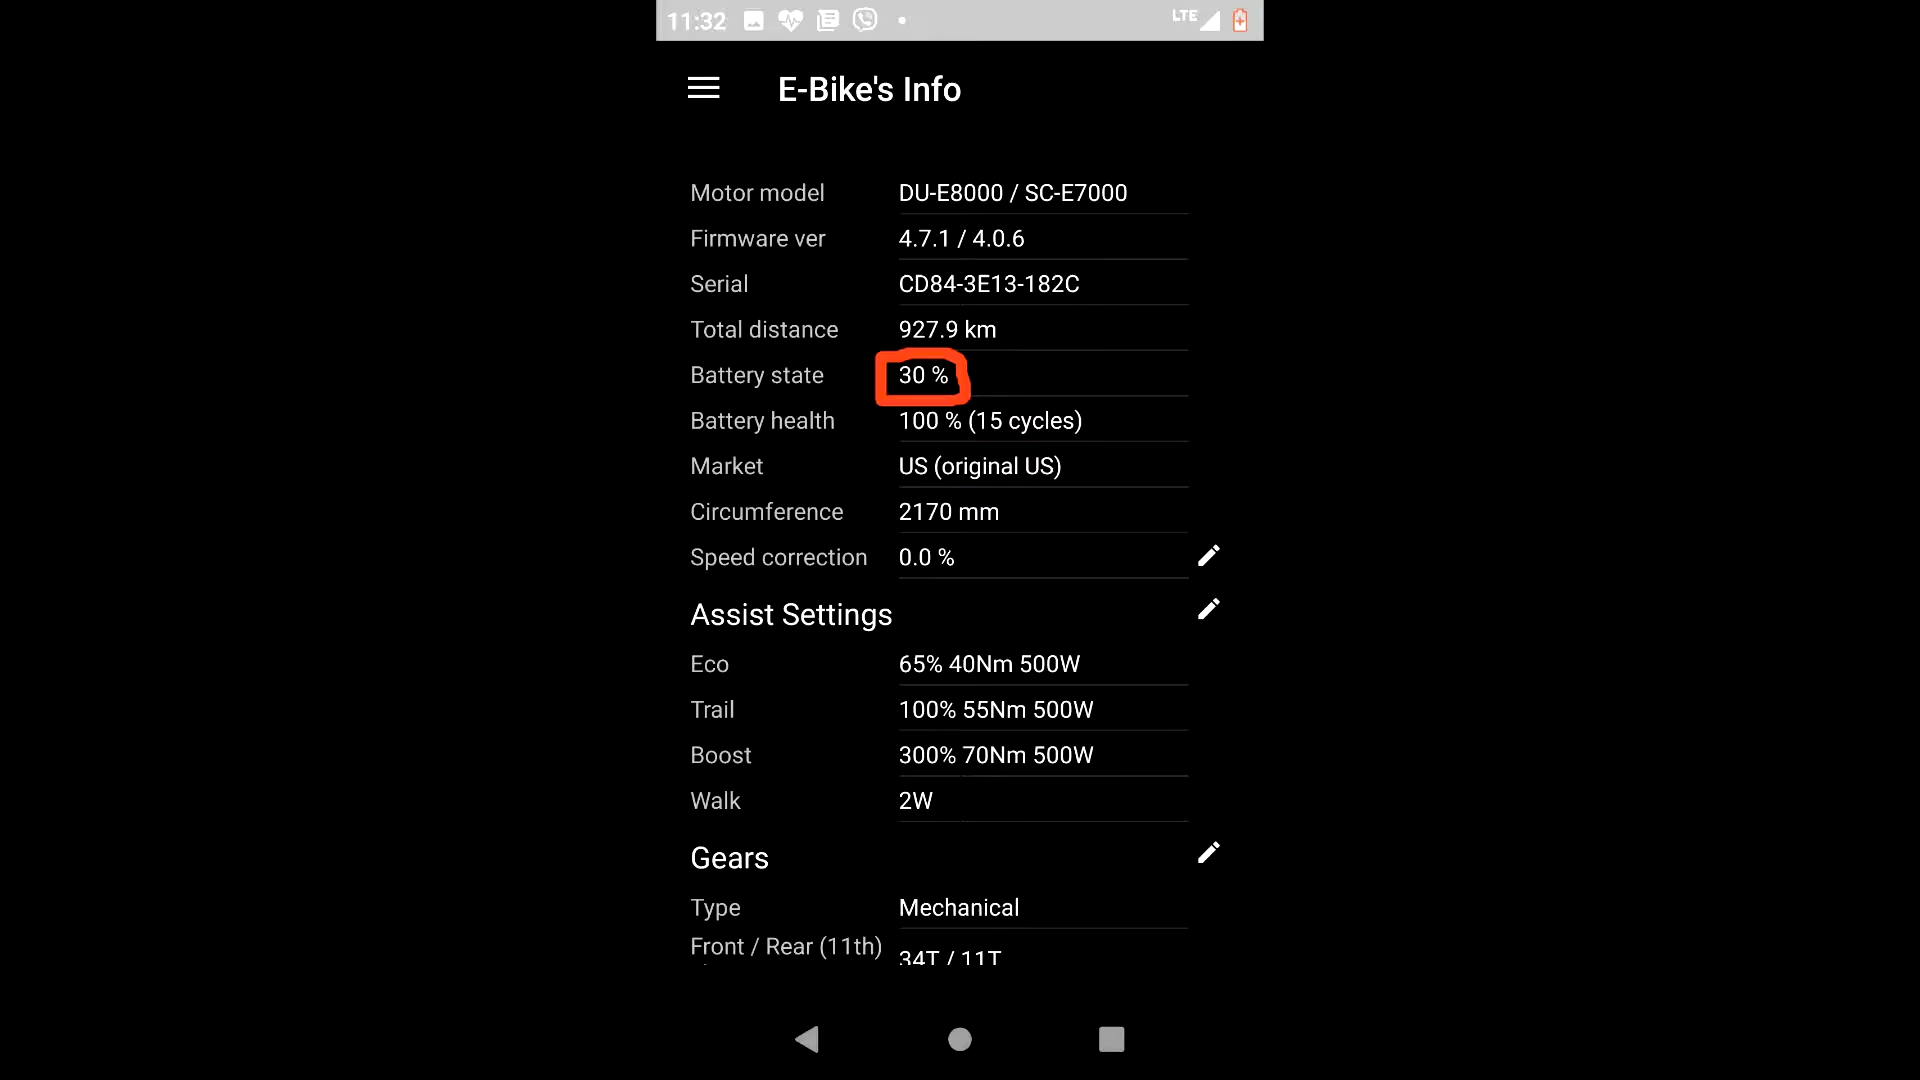 11:32 LTE
E-Bike's Info
Motor model DU-E8000 / SC-E7000
Firmware ver 4.7.1 / 4.0.6
Serial CD84-3E13-182C
Total distance 927.9 km
Battery state 30 %
Battery health 100 % (15 cycles)
Market US (original US)
Circumference 2170 mm
Speed correction 0.0 %
Assist Settings
Eco 65% 40Nm 500W
Trail 100% 55Nm 500W
Boost 300% 70Nm 500W
Walk 2W
Gears
Type Mechanical
Front / Rear (11th) 34T / 11T